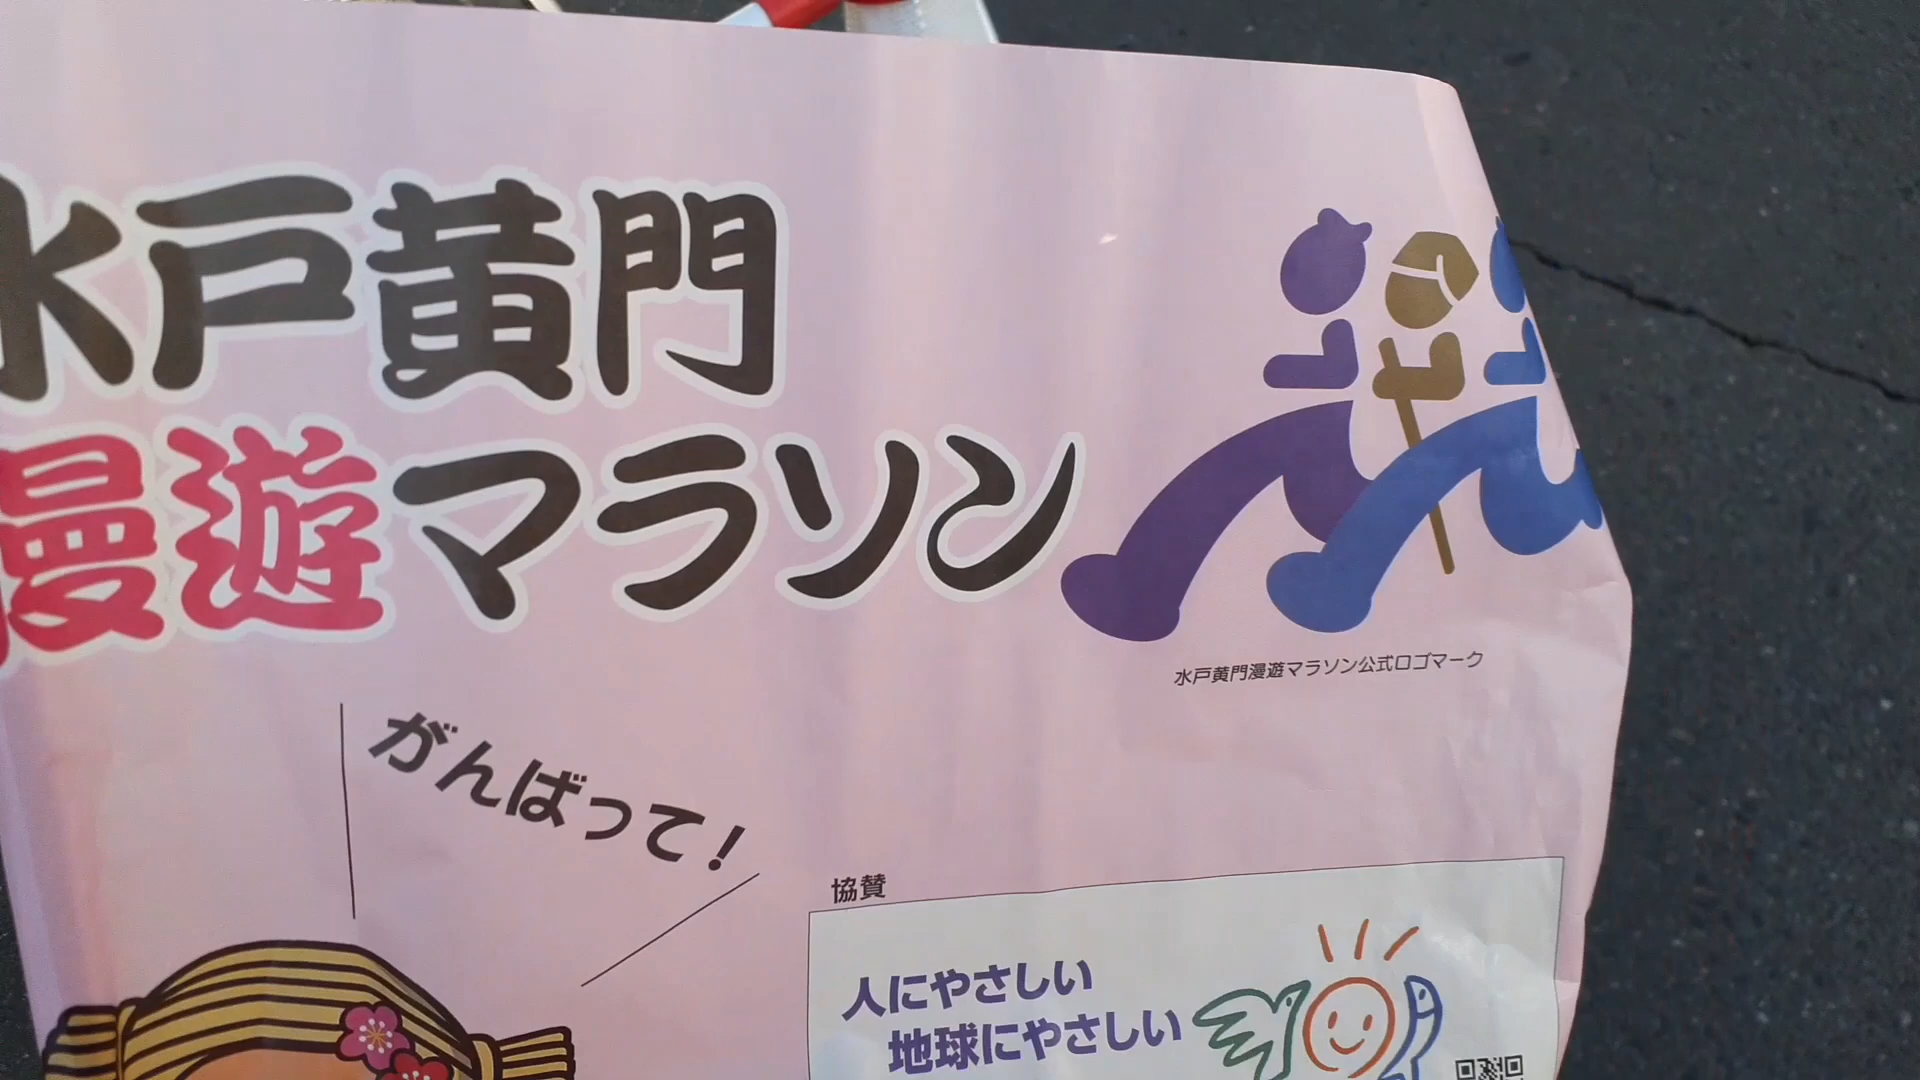 水戸黄門
漫遊マラソン
水戸黄門漫遊マラソン公式ロゴマーク
がんばって!
協賛
人にやさしい
地球にやさしい